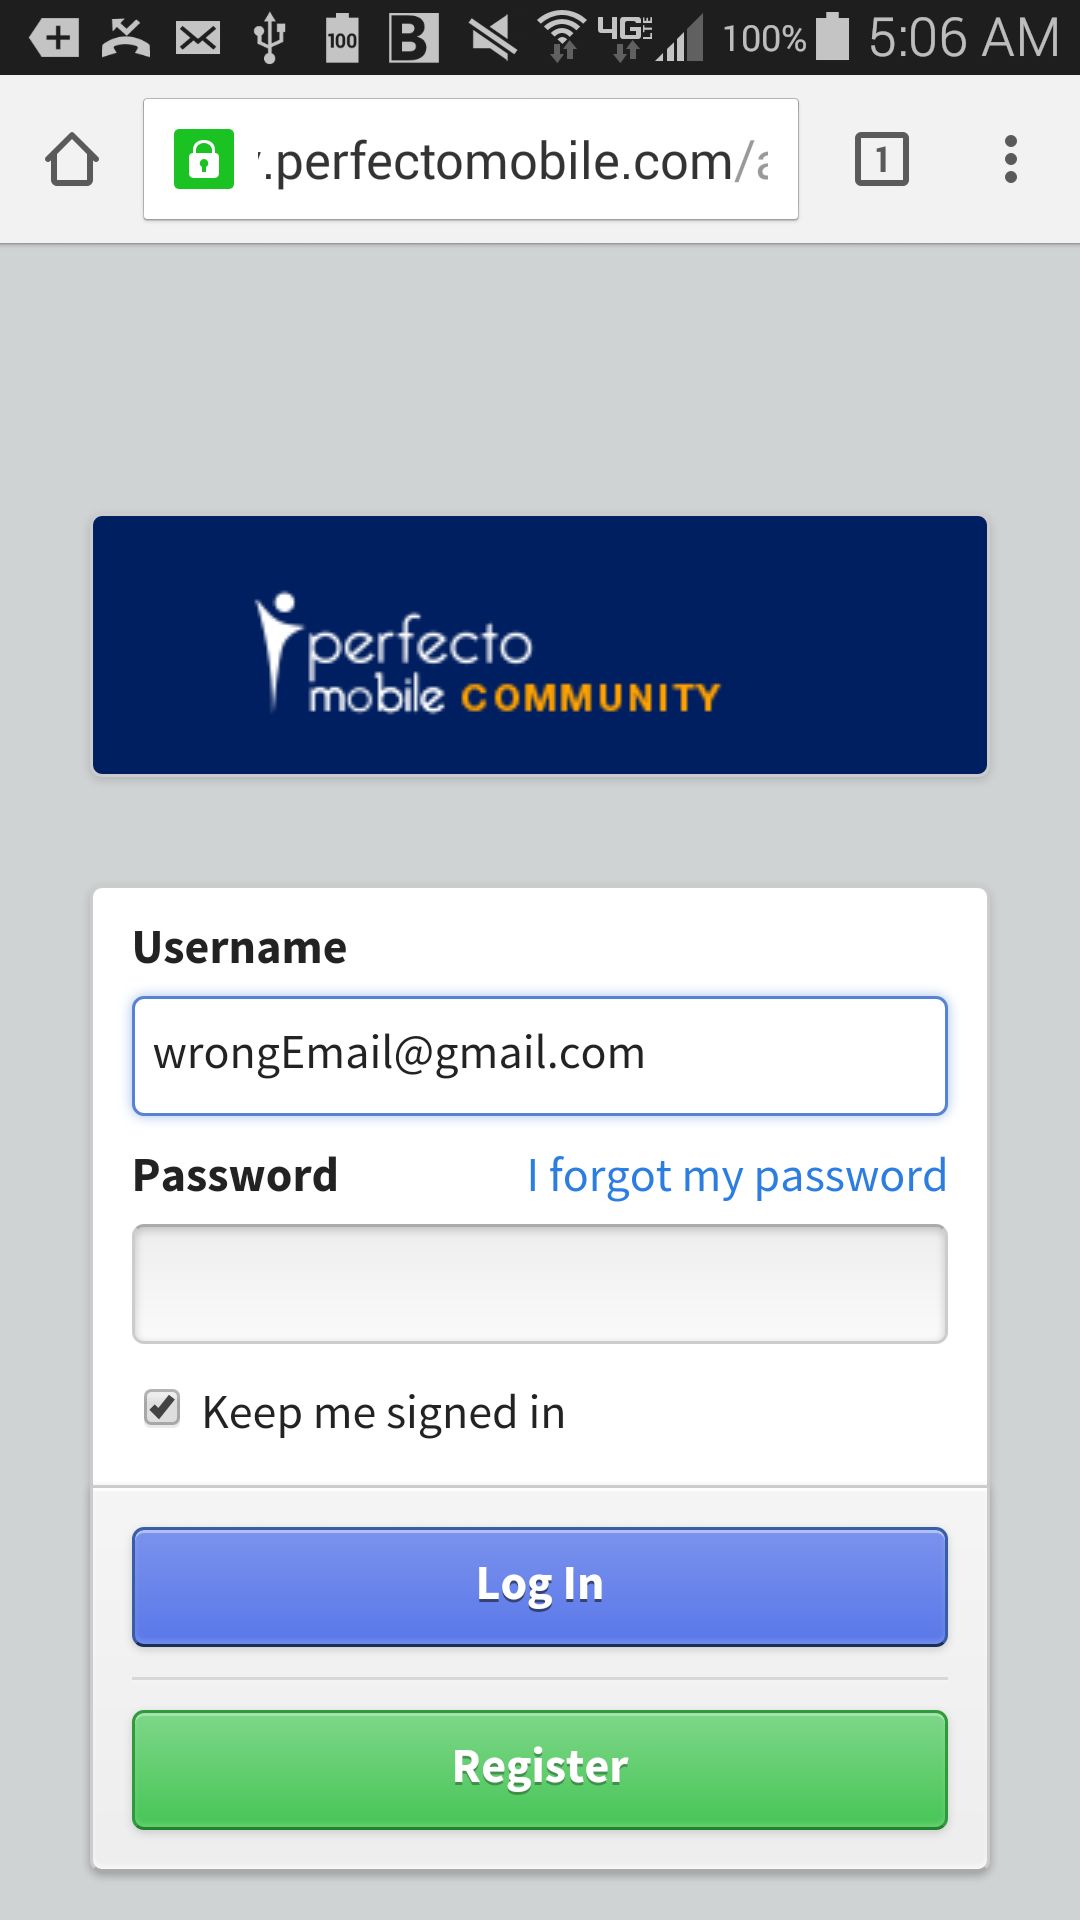 100 B 4G LTE 100% 5:06 AM
.perfectomobile.com/a 1
perfecto
mobile COMMUNITY
Username
wrongEmail@gmail.com
Password I forgot my password
Keep me signed in
Log In
Register